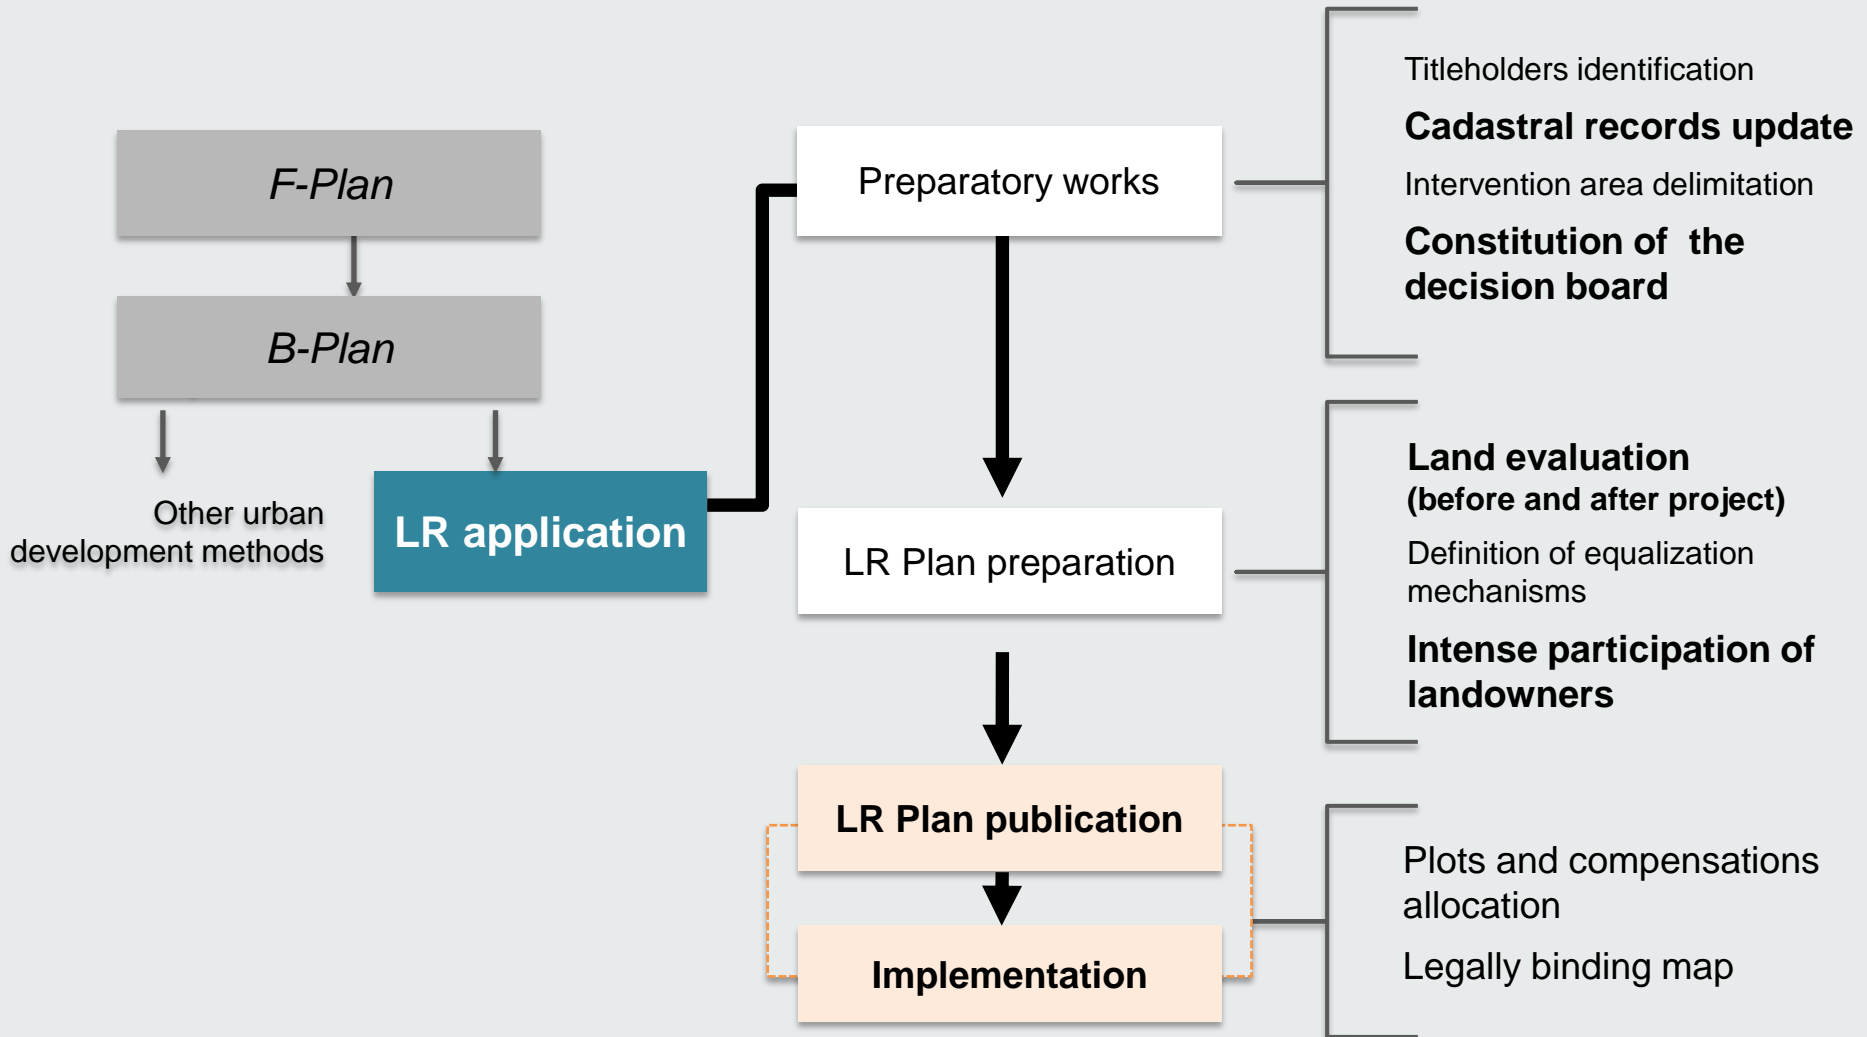 F-Plan
B-Plan
Other urban
development methods
LR application
Preparatory works
LR Plan preparation
LR Plan publication
Implementation
Titleholders identification
Cadastral records update
Intervention area delimitation
Constitution of the
decision board
Land evaluation
(before and after project)
Definition of equalization
mechanisms
Intense participation of
landowners
Plots and compensations
allocation
Legally binding map